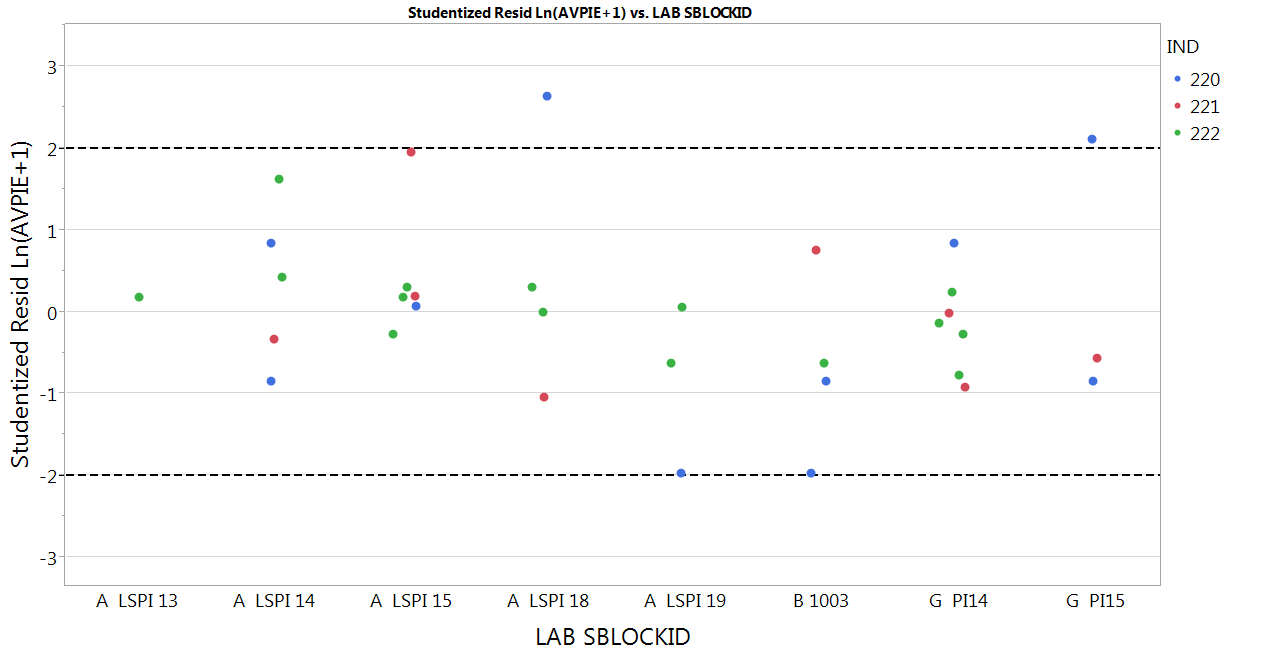 Studentized Resid Ln(AVPIE+1) vs. LAB SBLOCKID
IND
220
221
222
Studentized Resid Ln(AVPIE+1)
3
2
1
0
-1
-2
-3
A LSPI 13 A LSPI 14 A LSPI 15 A LSPI 18 A LSPI 19 B 1003 G PI14 G PI15
LAB SBLOCKID